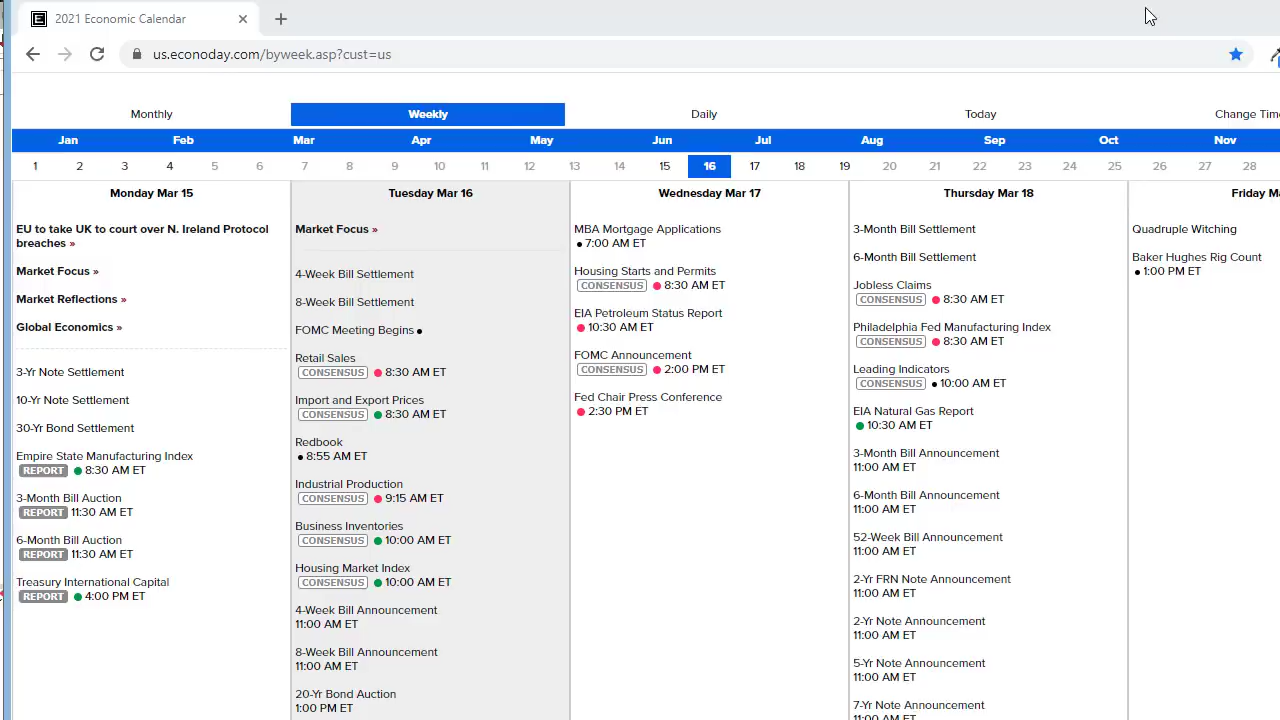 2021 Economic Calendar
us.econoday.com/byweek.asp?cust=us
Monthly Weekly Daily Today Change Time
Jan Feb Mar Apr May Jun Jul Aug Sep Oct Nov
1 2 3 4 5 6 7 8 9 10 11 12 13 14 15 16 17 18 19 20 21 22 23 24 25 26 27 28
Monday Mar 15
EU to take UK to court over N. Ireland Protocol
breaches »
Market Focus »
Market Reflections »
Global Economics »
3-Yr Note Settlement
10-Yr Note Settlement
30-Yr Bond Settlement
Empire State Manufacturing Index
REPORT 8:30 AM ET
3-Month Bill Auction
REPORT 11:30 AM ET
6-Month Bill Auction
REPORT 11:30 AM ET
Treasury International Capital
REPORT 4:00 PM ET
Tuesday Mar 16
Market Focus »
4-Week Bill Settlement
8-Week Bill Settlement
FOMC Meeting Begins
Retail Sales
CONSENSUS 8:30 AM ET
Import and Export Prices
CONSENSUS 8:30 AM ET
Redbook
8:55 AM ET
Industrial Production
CONSENSUS 9:15 AM ET
Business Inventories
CONSENSUS 10:00 AM ET
Housing Market Index
CONSENSUS 10:00 AM ET
4-Week Bill Announcement
11:00 AM ET
8-Week Bill Announcement
11:00 AM ET
20-Yr Bond Auction
1:00 PM ET
Wednesday Mar 17
MBA Mortgage Applications
7:00 AM ET
Housing Starts and Permits
CONSENSUS 8:30 AM ET
EIA Petroleum Status Report
10:30 AM ET
FOMC Announcement
CONSENSUS 2:00 PM ET
Fed Chair Press Conference
2:30 PM ET
Thursday Mar 18
3-Month Bill Settlement
6-Month Bill Settlement
Jobless Claims
CONSENSUS 8:30 AM ET
Philadelphia Fed Manufacturing Index
CONSENSUS 8:30 AM ET
Leading Indicators
CONSENSUS 10:00 AM ET
EIA Natural Gas Report
10:30 AM ET
3-Month Bill Announcement
11:00 AM ET
6-Month Bill Announcement
11:00 AM ET
52-Week Bill Announcement
11:00 AM ET
2-Yr FRN Note Announcement
11:00 AM ET
2-Yr Note Announcement
11:00 AM ET
5-Yr Note Announcement
11:00 AM ET
7-Yr Note Announcement
11:00 AM ET
Friday Ma
Quadruple Witching
Baker Hughes Rig Count
1:00 PM ET